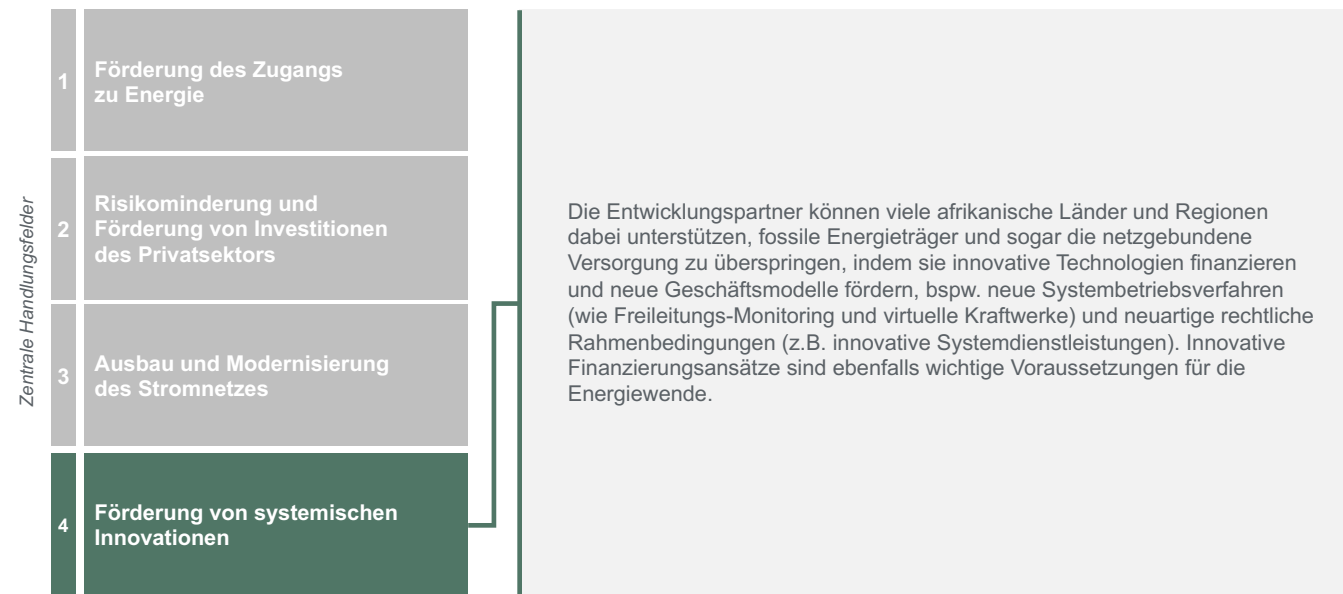 Zentrale Handlungsfelder
1
Förderung des Zugangs
zu Energie
2
Risikominderung und
Förderung von Investitionen
des Privatsektors
3
Ausbau und Modernisierung
des Stromnetzes
4
Förderung von systemischen
Innovationen
Die Entwicklungspartner können viele afrikanische Länder und Regionen
dabei unterstützen, fossile Energieträger und sogar die netzgebundene
Versorgung zu überspringen, indem sie innovative Technologien finanzieren
und neue Geschäftsmodelle fördern, bspw. neue Systembetriebsverfahren
(wie Freileitungs-Monitoring und virtuelle Kraftwerke) und neuartige rechtliche
Rahmenbedingungen (z.B. innovative Systemdienstleistungen). Innovative
Finanzierungsansätze sind ebenfalls wichtige Voraussetzungen für die
Energiewende.